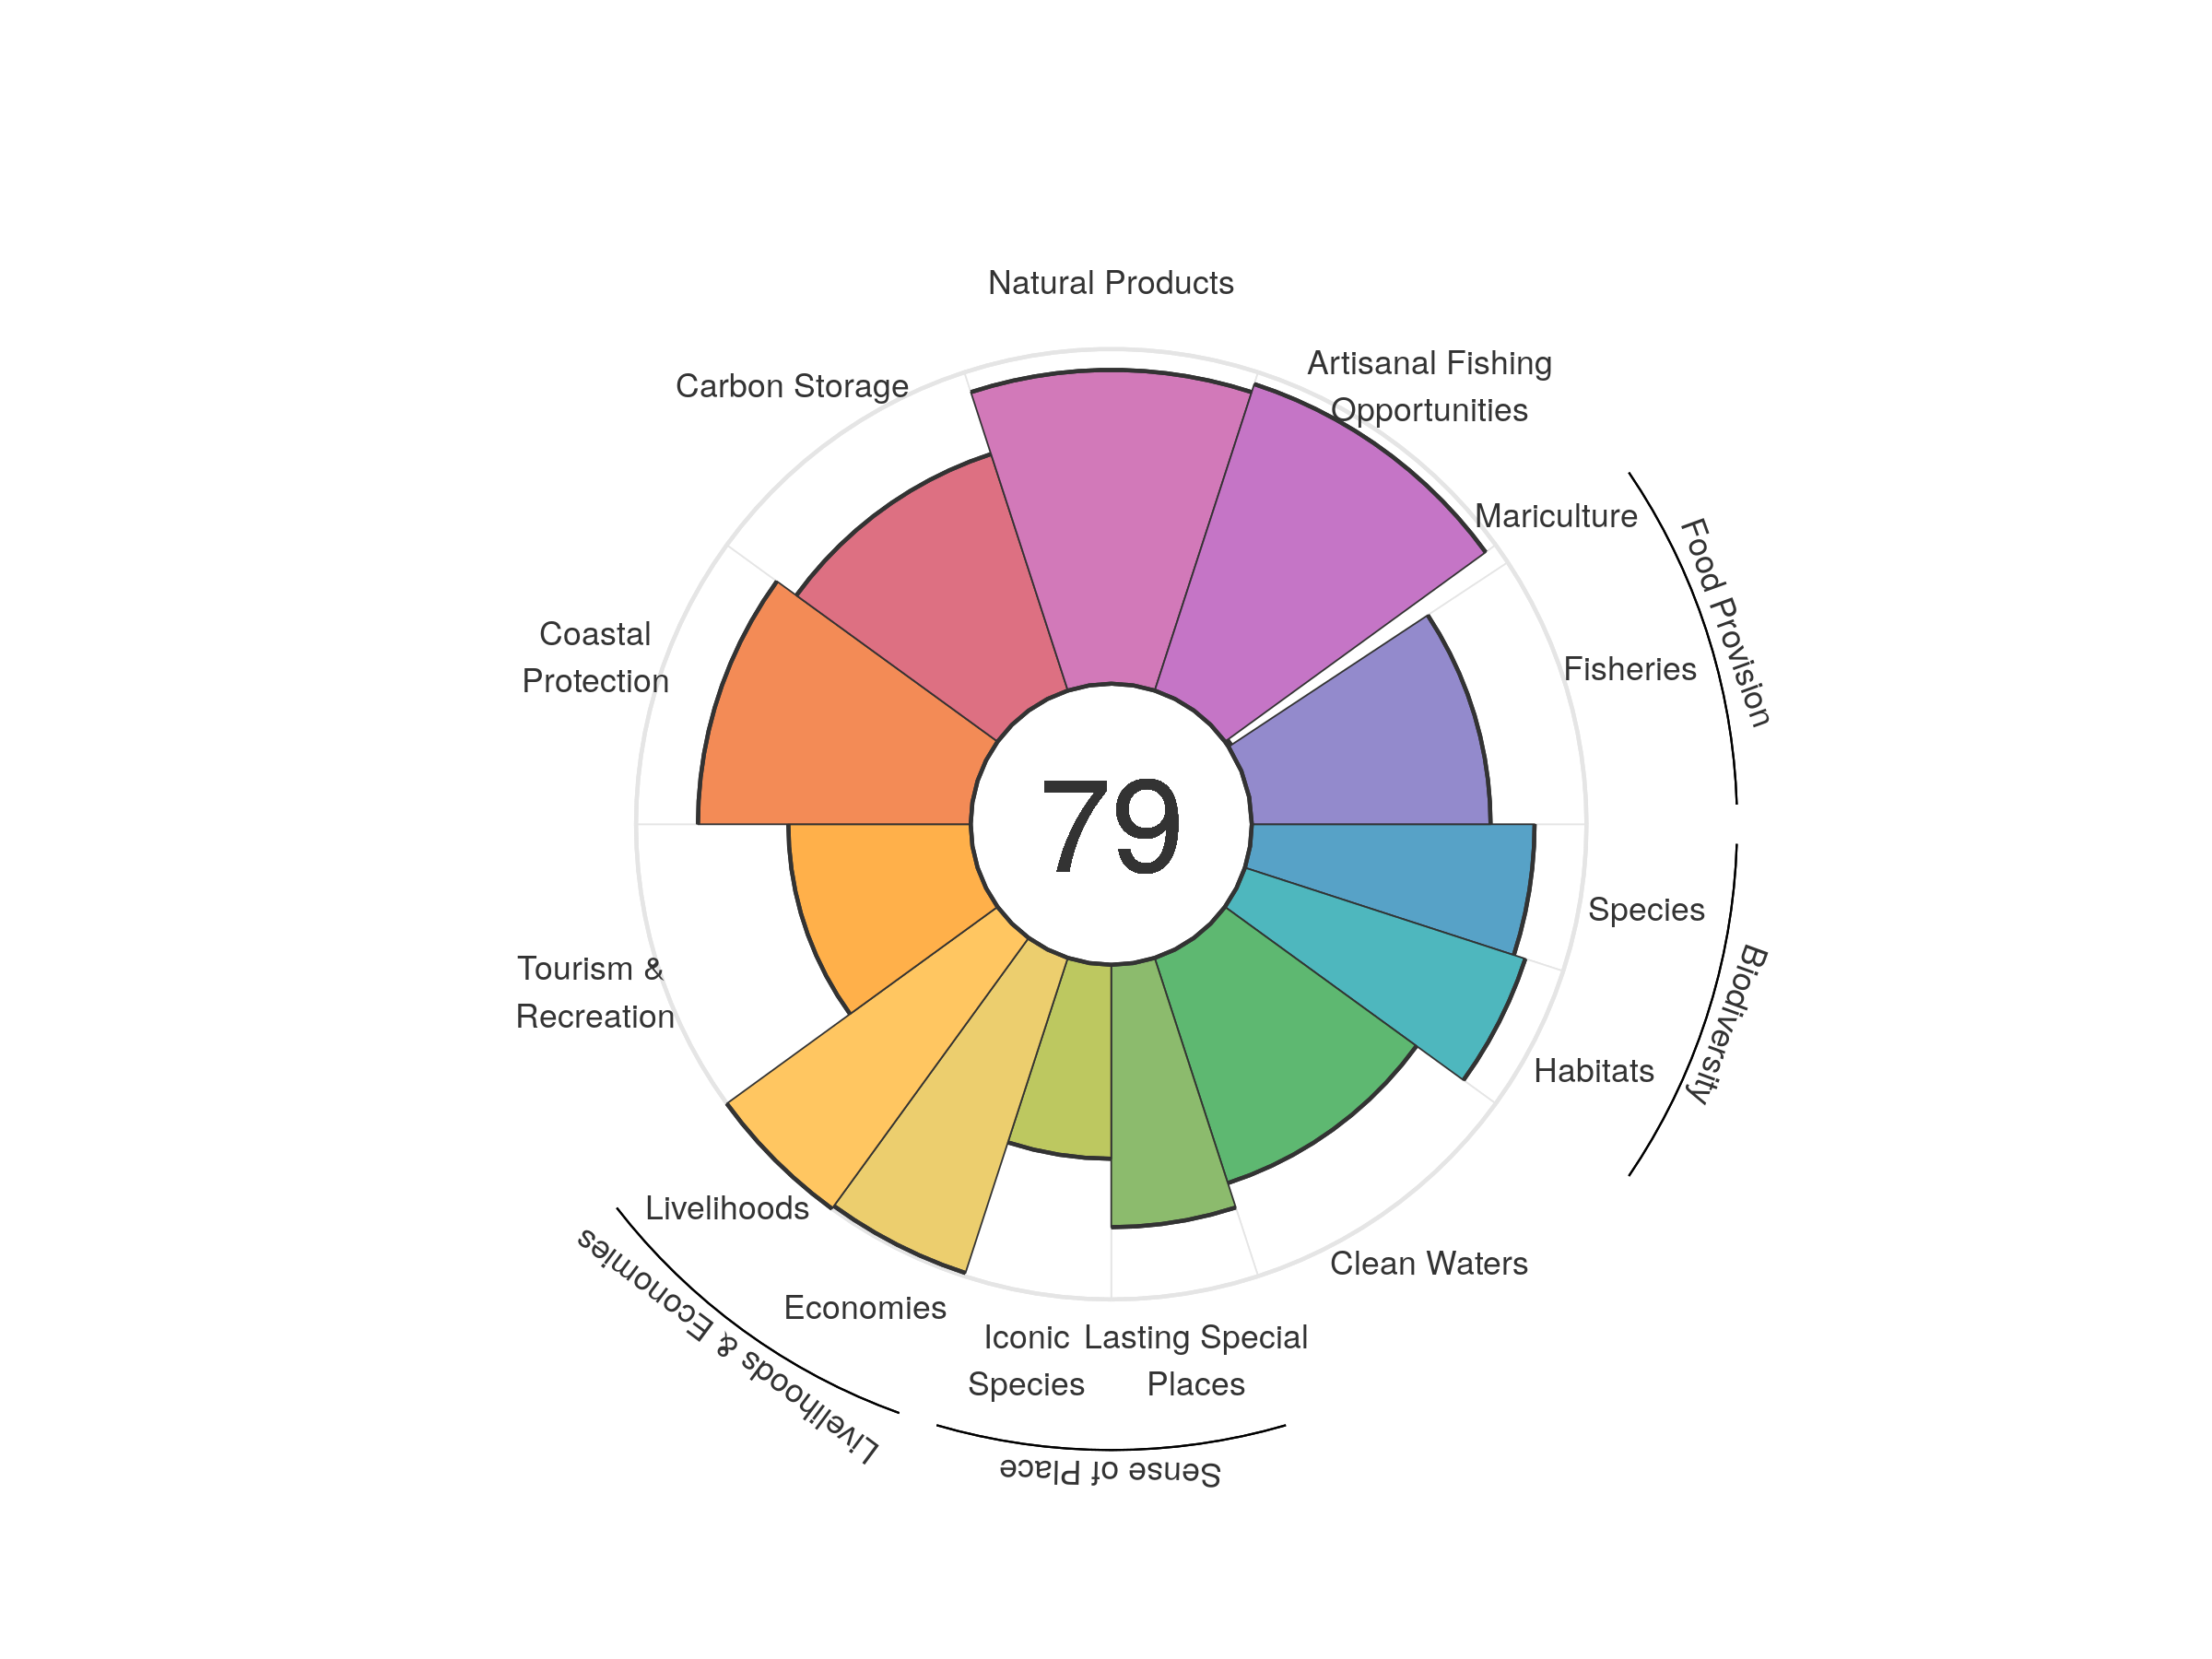 Natural Products
Artisanal Fishing
Opportunities
Carbon Storage
Mariculture
Food Provision
Coastal
Protection
Fisheries
79
Species
Biodiversity
Tourism &
Recreation
Habitats
Livelihoods
Clean Waters
Economies
Livelihoods & Economies
Iconic
Species
Lasting Special
Places
Sense of Place